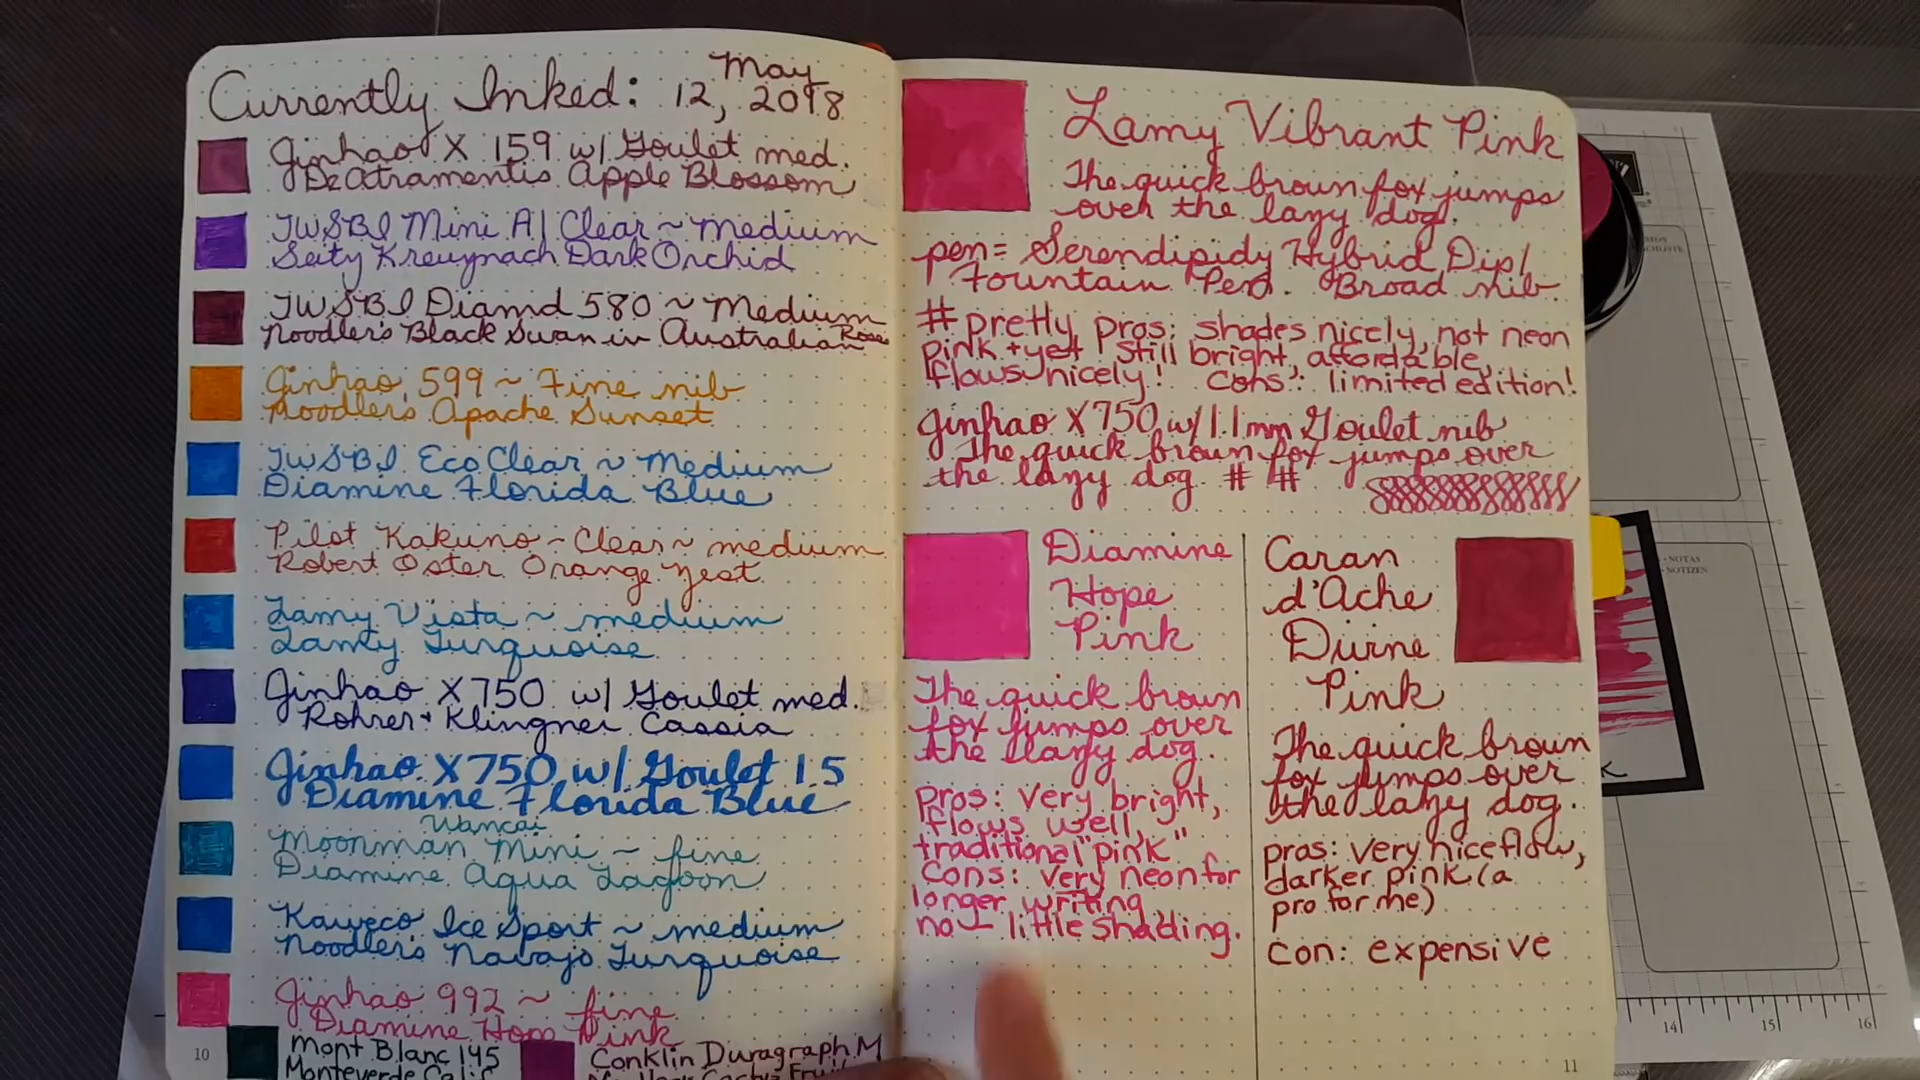 Currently Inked: May 12, 2018
Jinhao X 159 w/ Goulet med.
DeAtramentis Apple Blossom
TWSBI Mini Al Clear ~ Medium
Seity Kreuynach Dark Orchid
TWSBI Diamd 580 ~ Medium
Noodler's Black Swan in Australian Roses
Jinhao 599 ~ Fine nib
Noodler's Apache Sunset
TWSBI Eco Clear ~ Medium
Diamine Florida Blue
Pilot Kakuno ~ Clear ~ medium
Robert Oster Orange Zest
Lamy Vista ~ medium
Lamy Turquoise
Jinhao X750 w/ Goulet med.
Rohrer + Klingner Cassia
Jinhao X750 w/ Goulet 1.5
Diamine Florida Blue
Wancai
Moonman Mini ~ fine
Diamine Aqua Lagoon
Kaweco Ice Sport ~ medium
Noodler's Navajo Turquoise
Jinhao 992 ~ fine
Diamine Hope Pink
Mont Blanc 145
Monteverde
Conklin Duragraph M
10
Lamy Vibrant Pink
The quick brown fox jumps
over the lazy dog.
pen = Serendipidy Hybrid Dip/
Fountain Pen. Broad nib
# pretty pros: shades nicely, not neon
pink + yet still bright, affordable,
flows nicely! Cons: limited edition!
Jinhao X750 w/ 1.1mm Goulet nib
The quick brown fox jumps over
the lazy dog # #
Diamine
Hope
Pink
The quick brown
fox jumps over
the lazy dog.
pros: very bright,
flows well,
traditional "pink"
Cons: very neon for
longer writing
no - little shading.
Caran
d'Ache
Divine
Pink
The quick brown
fox jumps over
the lazy dog.
pros: very nice flow,
darker pink (a
pro for me)
con: expensive
11
NOTAS
NOTIZEN
14 15 16